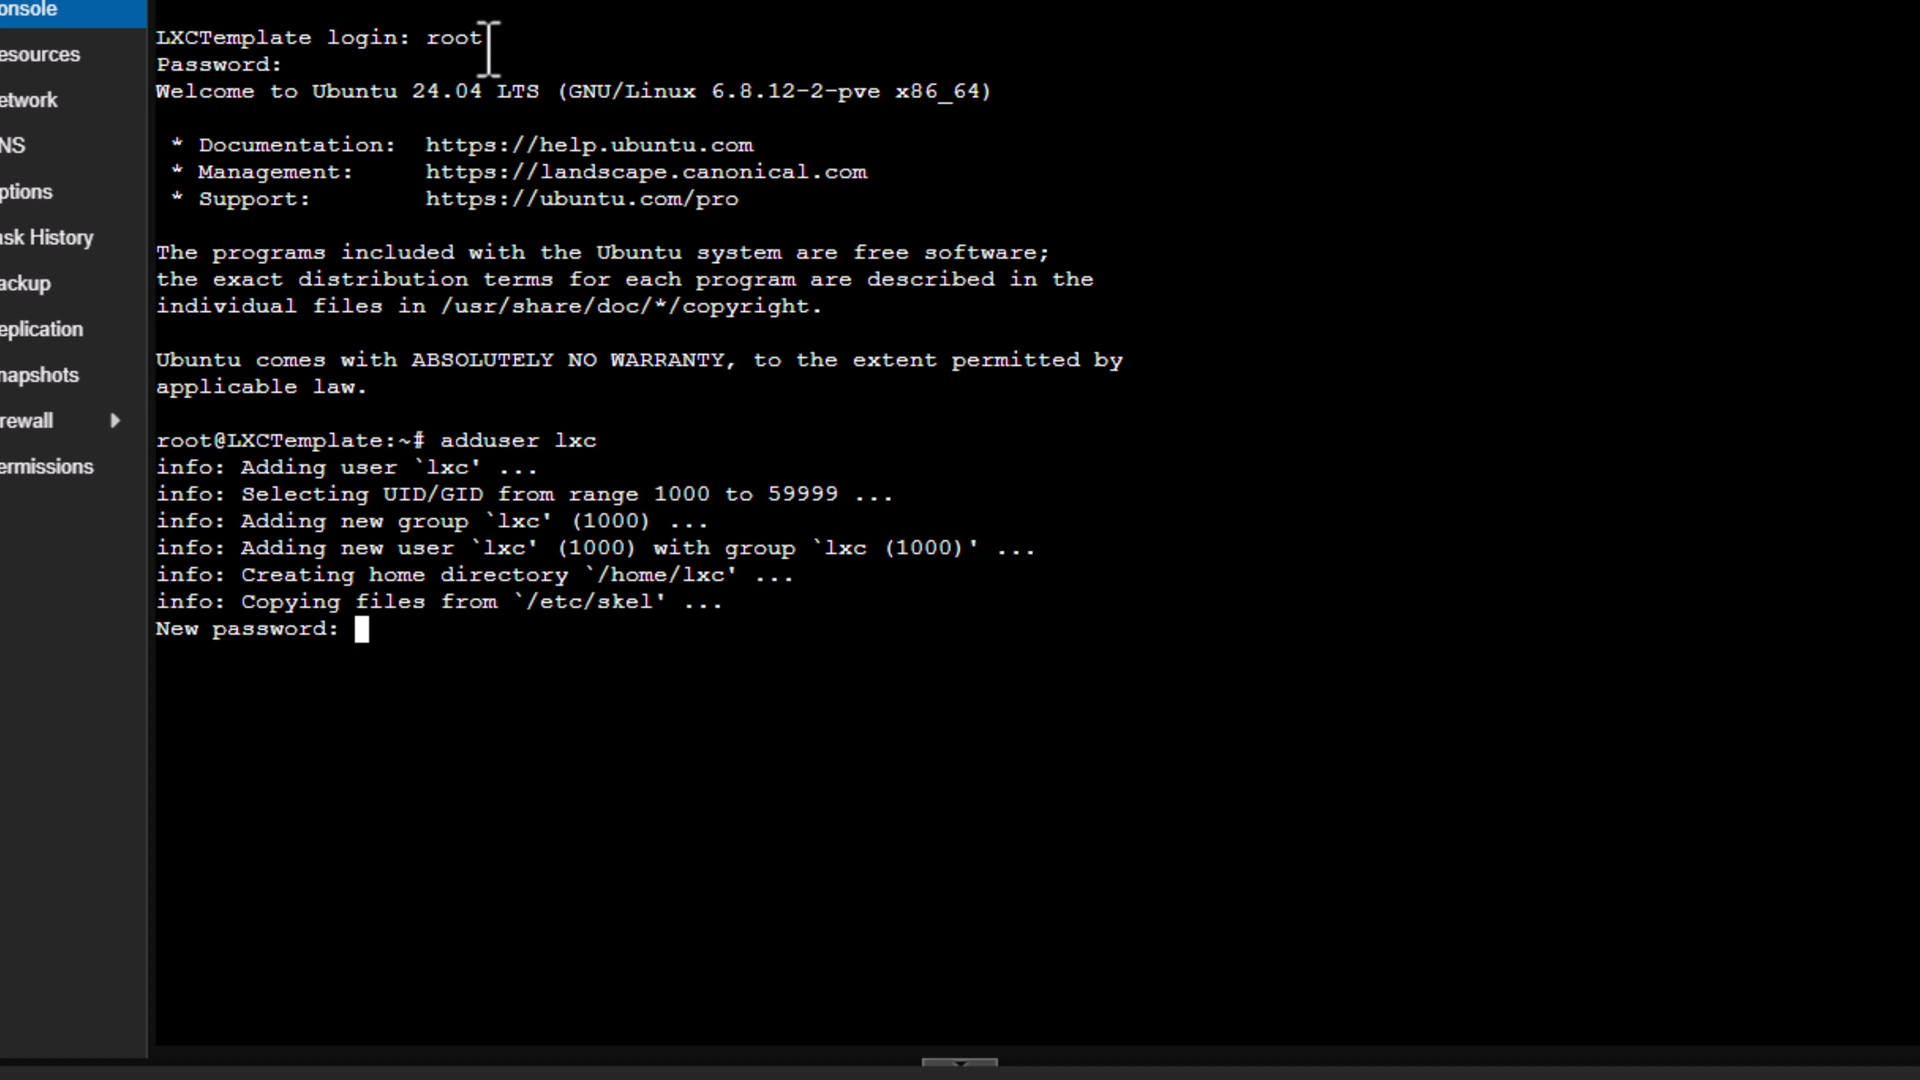 onsole
esources
etwork
NS
ptions
ask History
ackup
eplication
napshots
rewall
ermissions
LXCTemplate login: root
Password:
Welcome to Ubuntu 24.04 LTS (GNU/Linux 6.8.12-2-pve x86_64)
* Documentation: https://help.ubuntu.com
* Management: https://landscape.canonical.com
* Support: https://ubuntu.com/pro
The programs included with the Ubuntu system are free software;
the exact distribution terms for each program are described in the
individual files in /usr/share/doc/*/copyright.
Ubuntu comes with ABSOLUTELY NO WARRANTY, to the extent permitted by
applicable law.
root@LXCTemplate:~# adduser lxc
info: Adding user `lxc' ...
info: Selecting UID/GID from range 1000 to 59999 ...
info: Adding new group `lxc' (1000) ...
info: Adding new user `lxc' (1000) with group `lxc (1000)' ...
info: Creating home directory `/home/lxc' ...
info: Copying files from `/etc/skel' ...
New password: